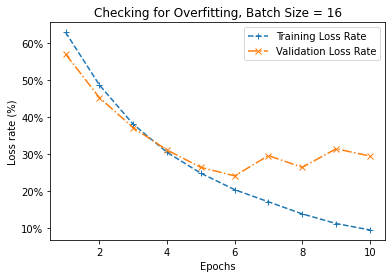 Checking for Overfitting, Batch Size = 16
Training Loss Rate
Validation Loss Rate
60%
50%
40%
30%
20%
10%
Loss rate (%)
2 4 6 8 10
Epochs